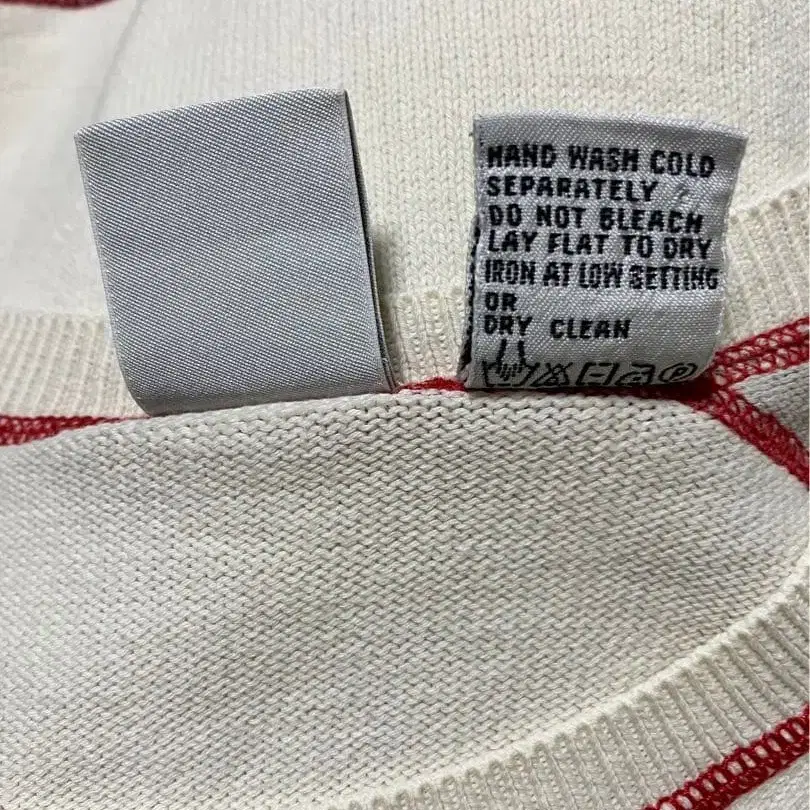 HAND WASH COLD
SEPARATELY
DO NOT BLEACH
LAY FLAT TO DRY
IRON AT LOW SETTING
OR
DRY CLEAN
P